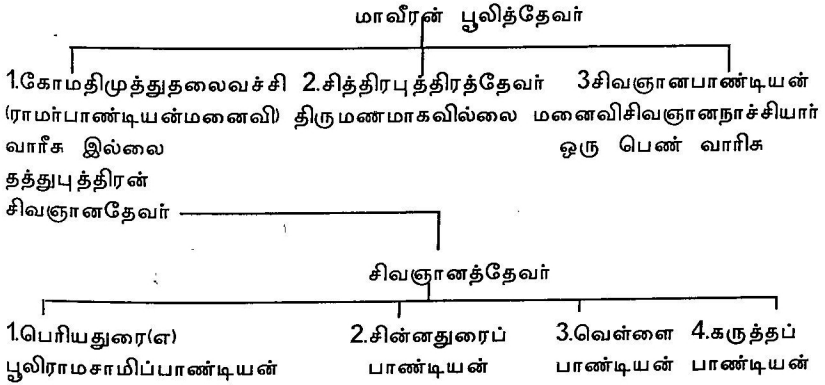 மாவீரன் பூலித்தேவர்
1.கோமதிமுத்துதலைவச்சி 2.சித்திரபுத்திரத்தேவர் 3சிவஞானபாண்டியன்
(ராமர்பாண்டியன்மனைவி) திருமணமாகவில்லை மனைவிசிவஞானநாச்சியார்
வாரீசு இல்லை ஒரு பெண் வாரிசு
தத்துபுத்திரன்
சிவஞானதேவர்
சிவஞானத்தேவர்
1.பெரியதுரை(எ) 2.சின்னதுரைப் 3.வெள்ளை 4.கருத்தப்
பூலிராமசாமிப்பாண்டியன் பாண்டியன் பாண்டியன் பாண்டியன்